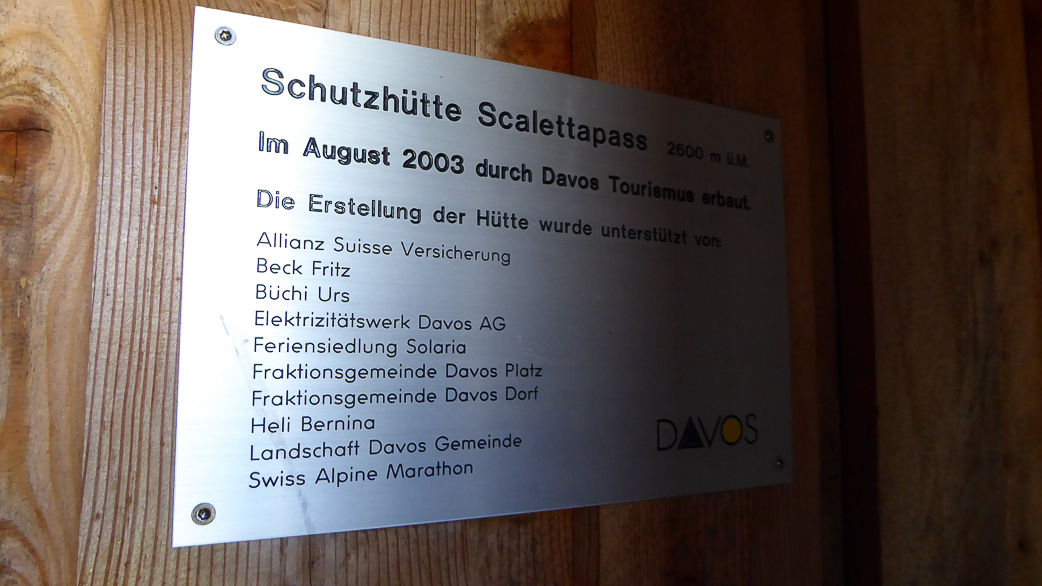 Schutzhütte Scalettapass 2600 m ü.M.
Im August 2003 durch Davos Tourismus erbaut.
Die Erstellung der Hütte wurde unterstützt von:
Allianz Suisse Versicherung
Beck Fritz
Büchi Urs
Elektrizitätswerk Davos AG
Feriensiedlung Solaria
Fraktionsgemeinde Davos Platz
Fraktionsgemeinde Davos Dorf
Heli Bernina
Landschaft Davos Gemeinde
Swiss Alpine Marathon
DAVOS